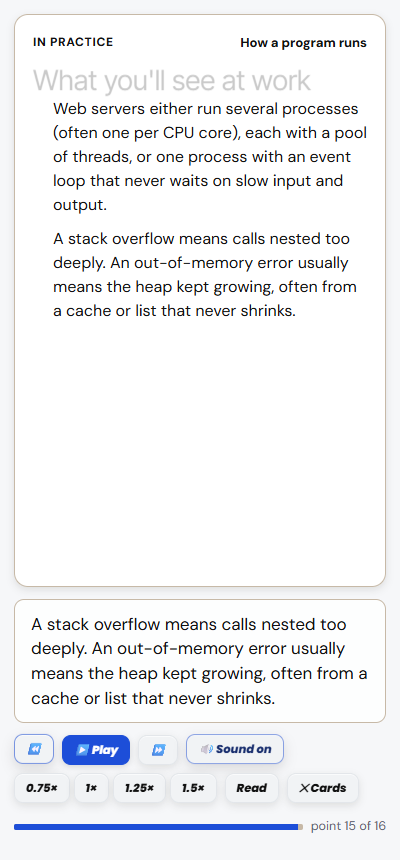 IN PRACTICE
How a program runs
What you'll see at work
Web servers either run several processes
(often one per CPU core), each with a pool
of threads, or one process with an event
loop that never waits on slow input and
output.
A stack overflow means calls nested too
deeply. An out-of-memory error usually
means the heap kept growing, often from
a cache or list that never shrinks.
A stack overflow means calls nested too
deeply. An out-of-memory error usually
means the heap kept growing, often from a
cache or list that never shrinks.
Play
Sound on
0.75× 1× 1.25× 1.5× Read ✕Cards
point 15 of 16